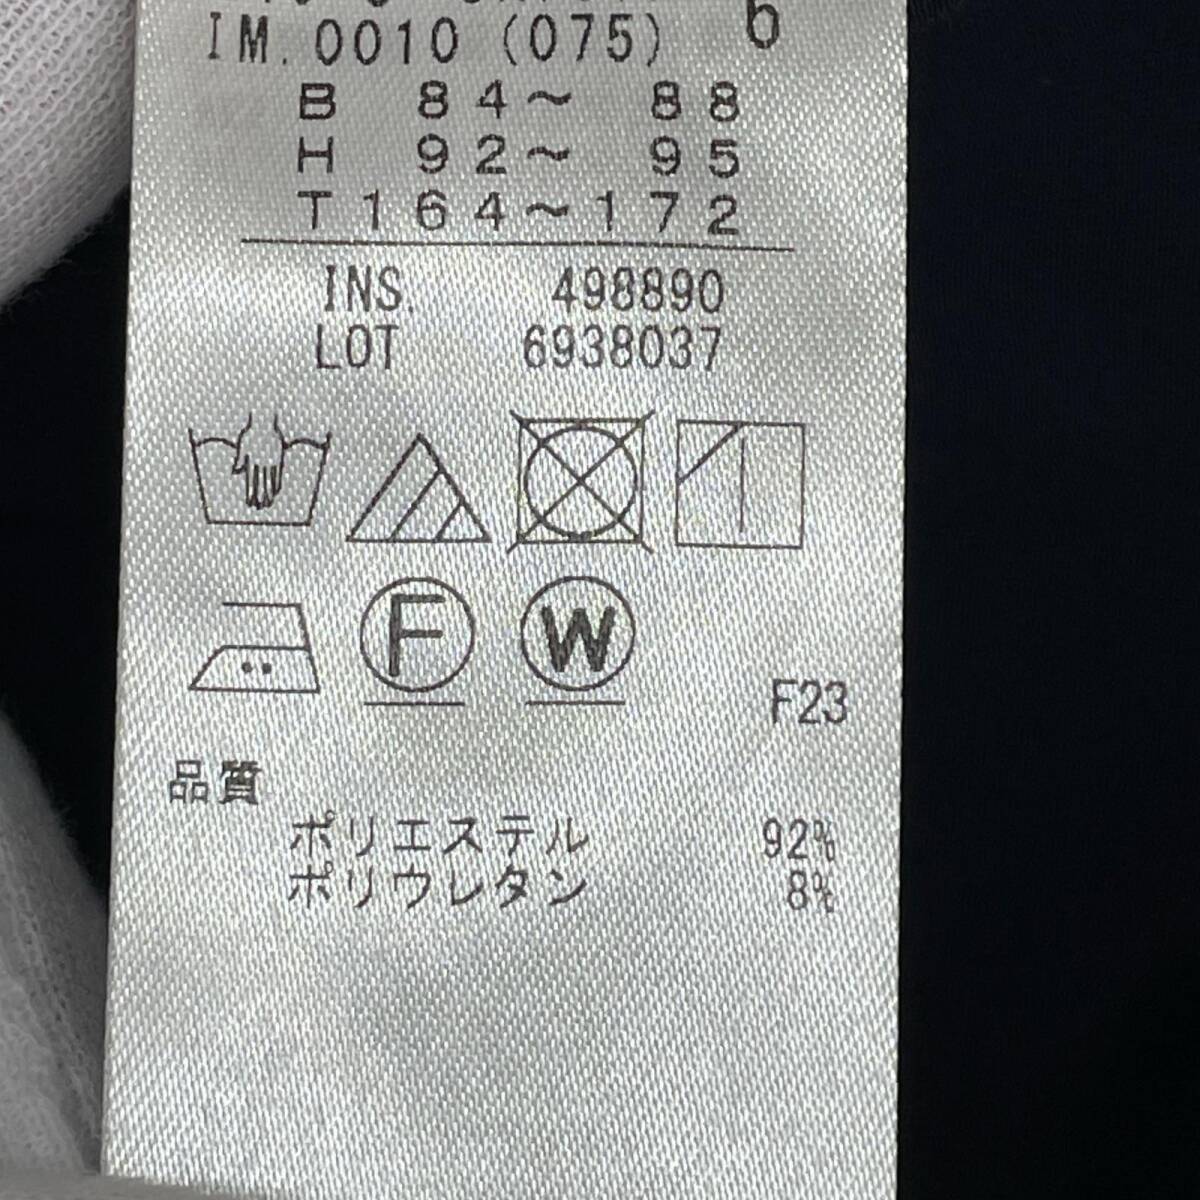 IM. 0010 (075) 6
B 84~ 88
H 92~ 95
T164~172
INS. 498890
LOT 6938037
F W
F23
品質
ポリエステル 92%
ポリウレタン 8%